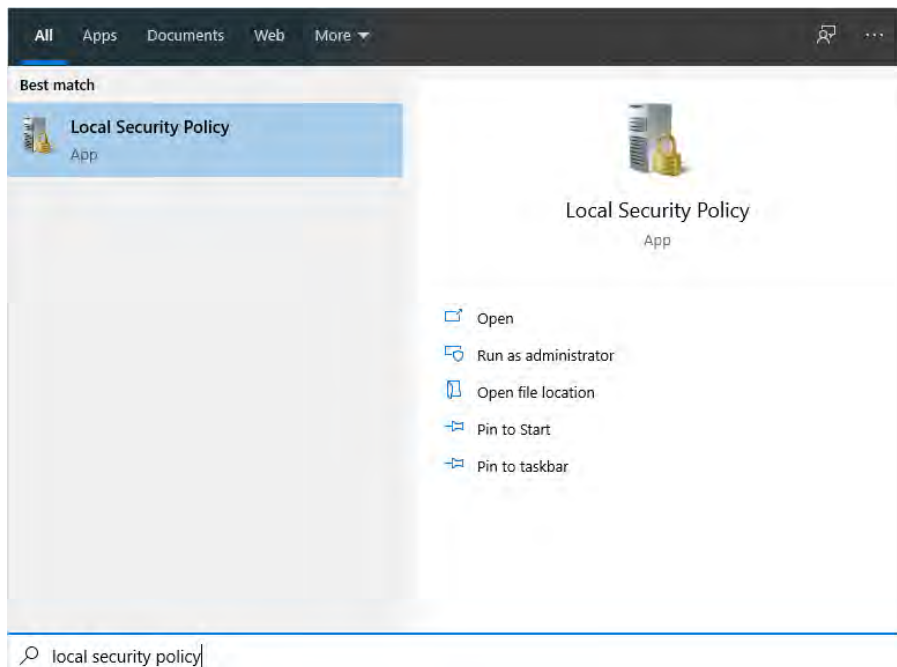 All Apps Documents Web More
Best match
Local Security Policy
App
Local Security Policy
App
Open
Run as administrator
Open file location
Pin to Start
Pin to taskbar
local security policy